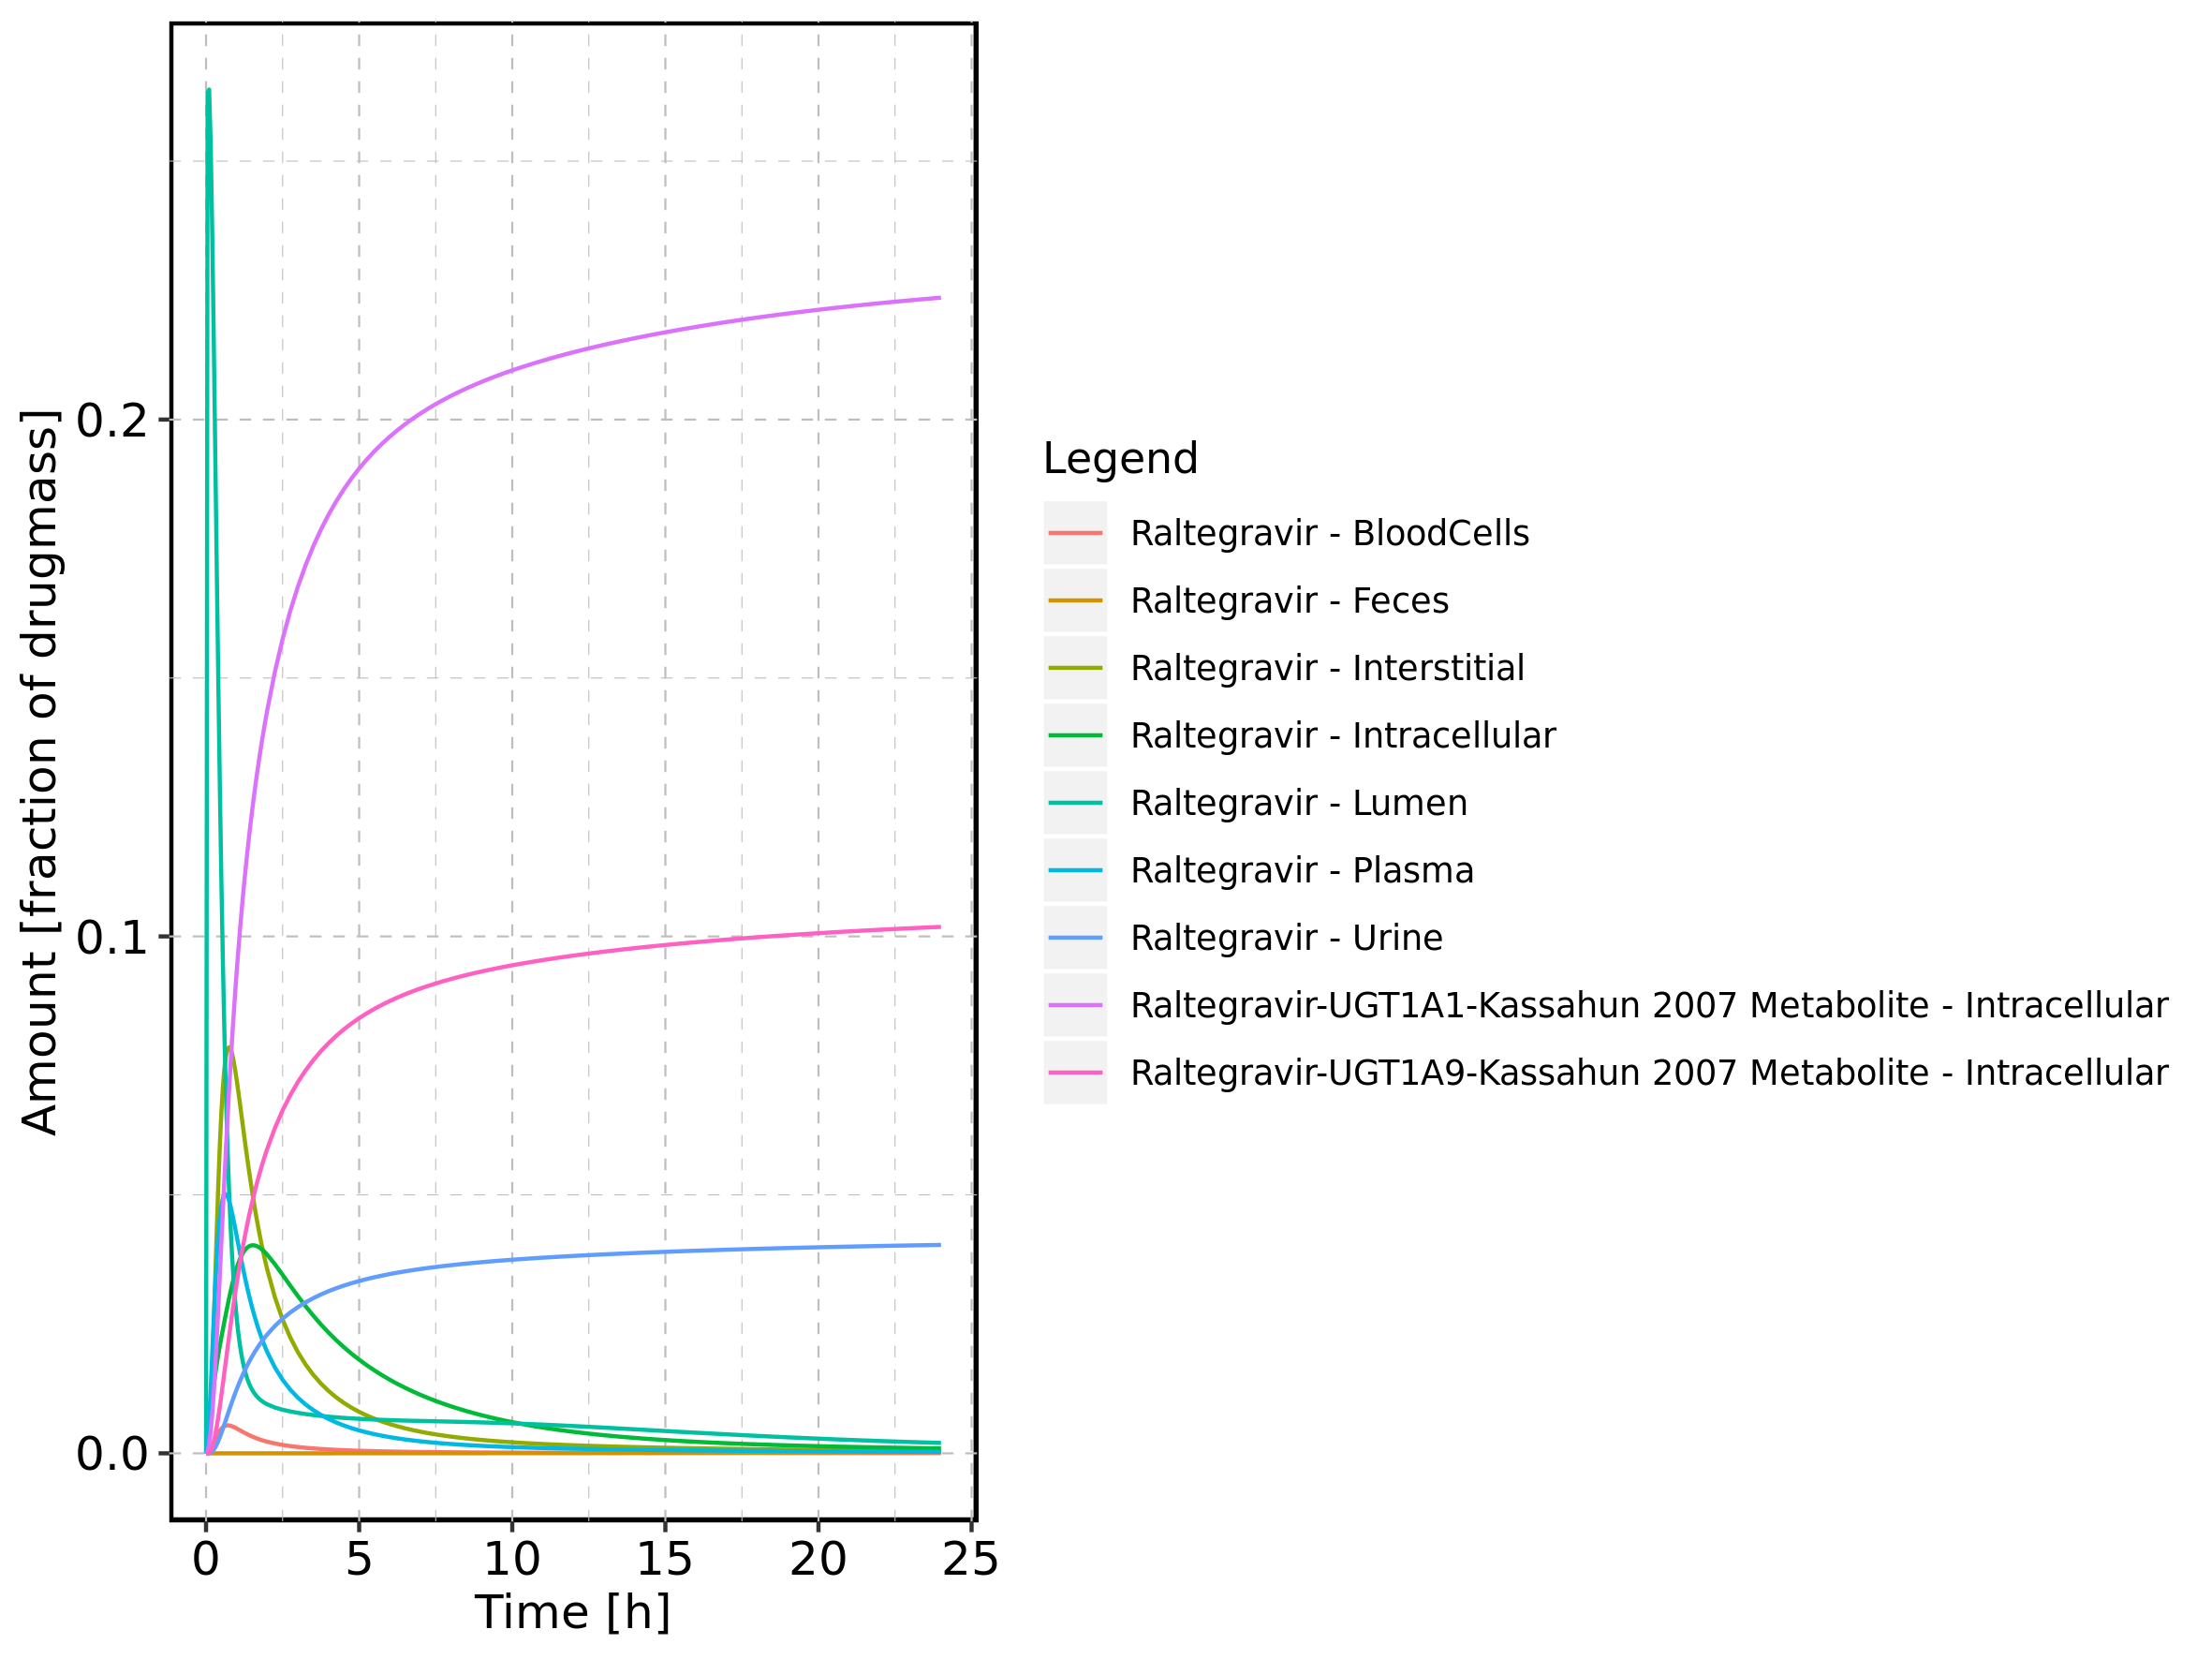 Amount [fraction of drugmass]
0.2
0.1
0.0
0 5 10 15 20 25
Time [h]
Legend
Raltegravir - BloodCells
Raltegravir - Feces
Raltegravir - Interstitial
Raltegravir - Intracellular
Raltegravir - Lumen
Raltegravir - Plasma
Raltegravir - Urine
Raltegravir-UGT1A1-Kassahun 2007 Metabolite - Intracellular
Raltegravir-UGT1A9-Kassahun 2007 Metabolite - Intracellular